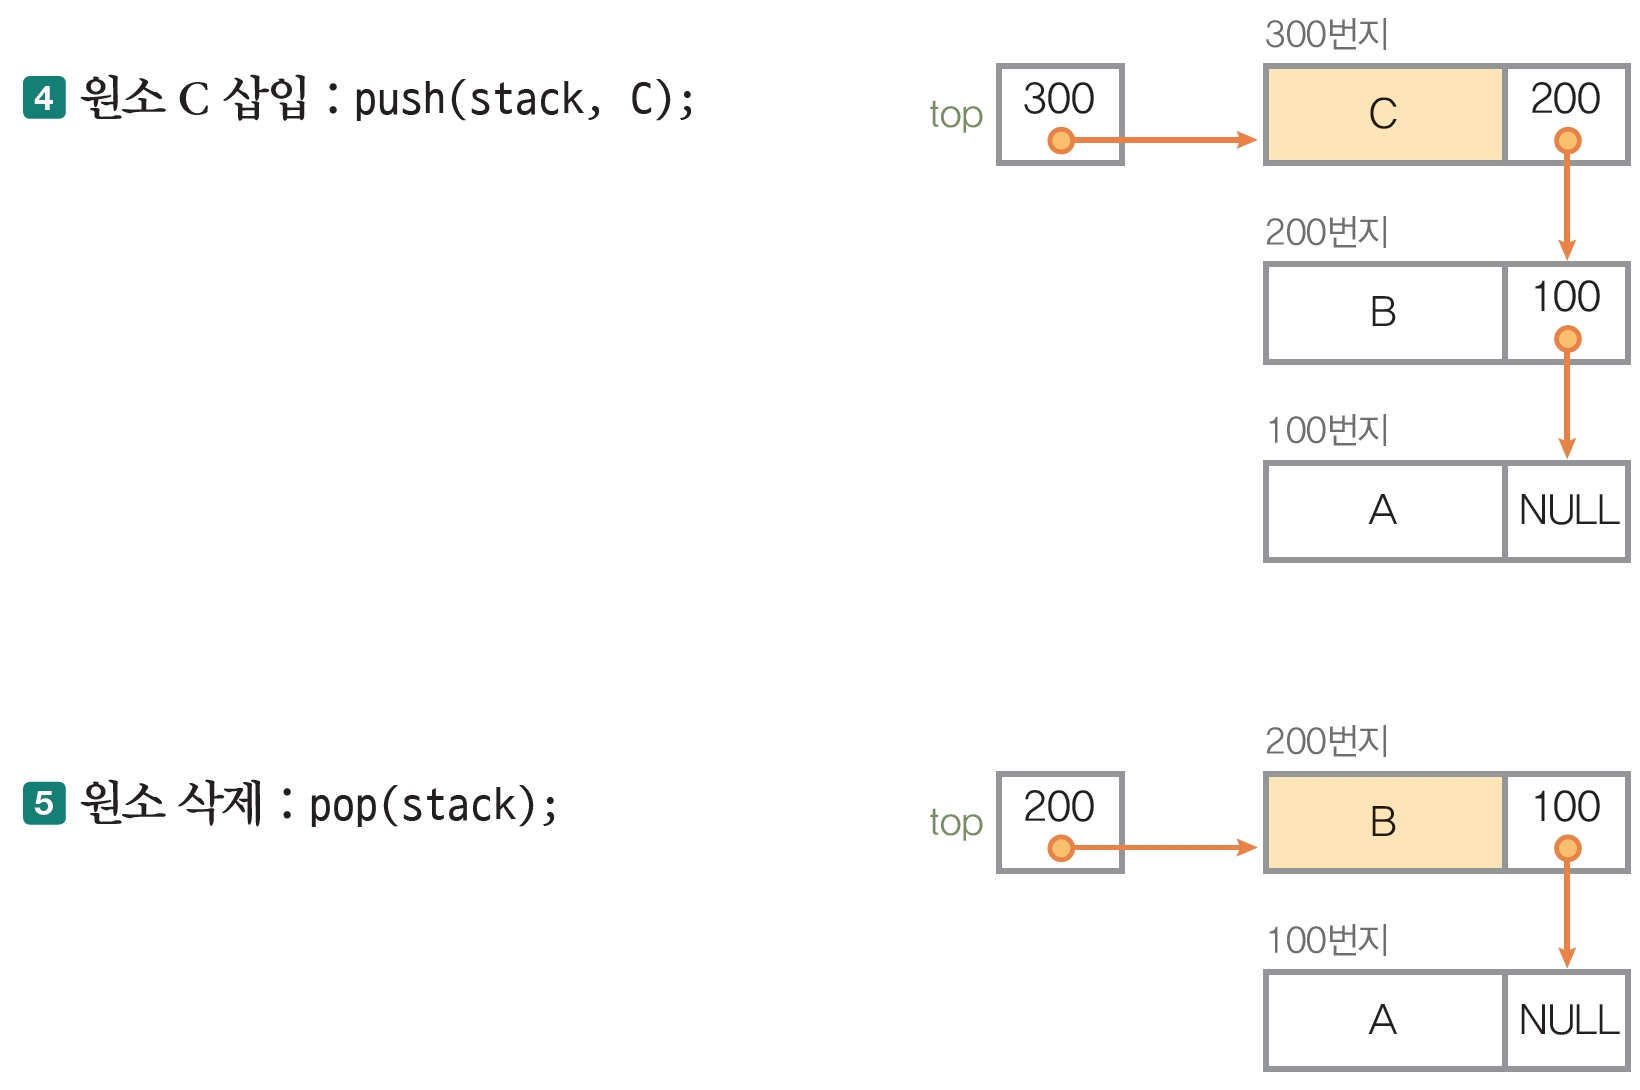 300번지
4 원소 C 삽입 : push(stack, C);
top 300 C 200
200번지
B 100
100번지
A NULL
200번지
5 원소 삭제 : pop(stack);
top 200 B 100
100번지
A NULL